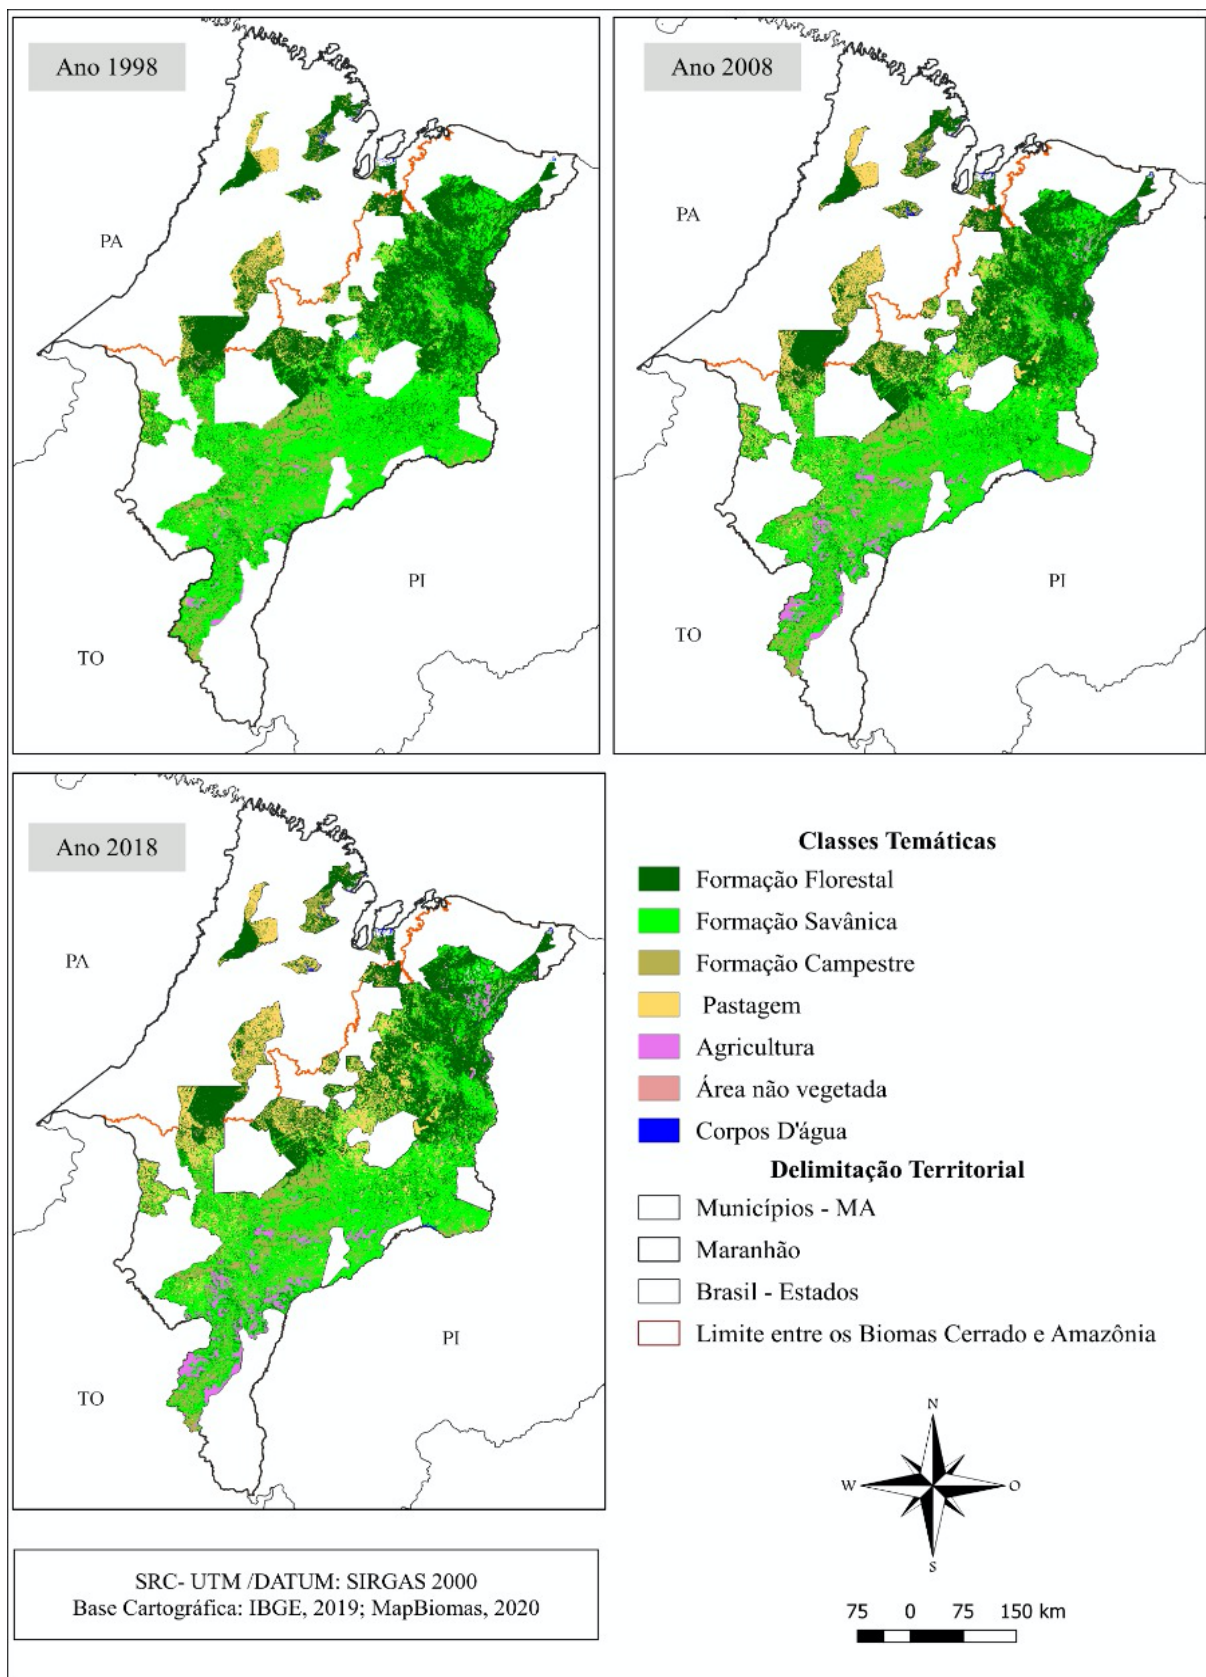 Ano 1998
PA
PI
TO
Ano 2008
PA
PI
TO
Ano 2018
PA
PI
TO
Classes Temáticas
Formação Florestal
Formação Savânica
Formação Campestre
Pastagem
Agricultura
Área não vegetada
Corpos D'água
Delimitação Territorial
Municípios - MA
Maranhão
Brasil - Estados
Limite entre os Biomas Cerrado e Amazônia
N
W
O
S
SRC- UTM /DATUM: SIRGAS 2000
Base Cartográfica: IBGE, 2019; MapBiomas, 2020
75 0 75 150 km